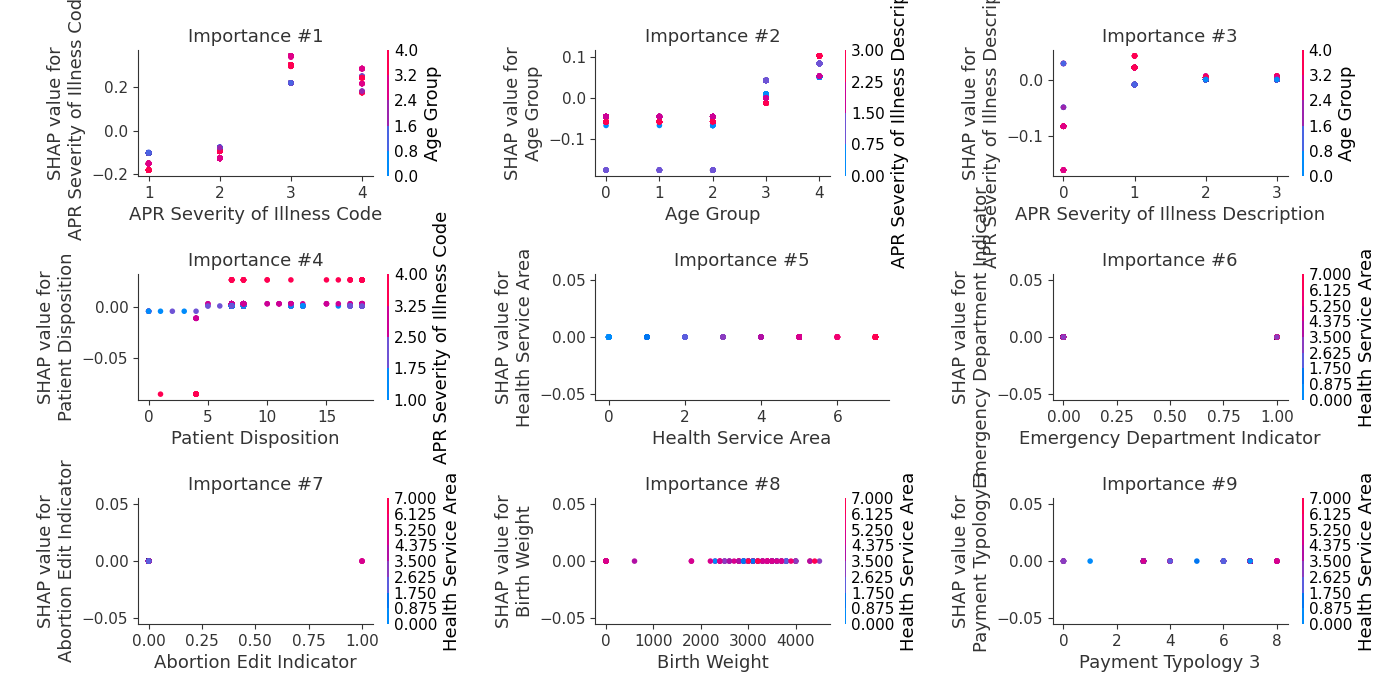 Importance #1
SHAP value for
APR Severity of Illness Code
0.2
0.0
−0.2
1
2
3
4
APR Severity of Illness Code
4.0
3.2
2.4
1.6
0.8
0.0
Age Group
Importance #2
SHAP value for
Age Group
0.1
0.0
−0.1
0
1
2
3
4
Age Group
3.00
2.25
1.50
0.75
0.00
APR Severity of Illness Descrip
Importance #3
SHAP value for
APR Severity of Illness Descrip
0.0
−0.1
0
1
2
3
APR Severity of Illness Description
4.0
3.2
2.4
1.6
0.8
0.0
Age Group
Importance #4
SHAP value for
Patient Disposition
0.00
−0.05
0
5
10
15
Patient Disposition
4.00
3.25
2.50
1.75
1.00
APR Severity of Illness Code
Importance #5
SHAP value for
Health Service Area
0.05
0.00
−0.05
0
2
4
6
Health Service Area
Importance #6
SHAP value for
Emergency Department Indicator
0.05
0.00
−0.05
0.00
0.25
0.50
0.75
1.00
Emergency Department Indicator
7.000
6.125
5.250
4.375
3.500
2.625
1.750
0.875
0.000
Health Service Area
Importance #7
SHAP value for
Abortion Edit Indicator
0.05
0.00
−0.05
0.00
0.25
0.50
0.75
1.00
Abortion Edit Indicator
7.000
6.125
5.250
4.375
3.500
2.625
1.750
0.875
0.000
Health Service Area
Importance #8
SHAP value for
Birth Weight
0.05
0.00
−0.05
0
1000
2000
3000
4000
Birth Weight
7.000
6.125
5.250
4.375
3.500
2.625
1.750
0.875
0.000
Health Service Area
Importance #9
SHAP value for
Payment Typology 3
0.05
0.00
−0.05
0
2
4
6
8
Payment Typology 3
7.000
6.125
5.250
4.375
3.500
2.625
1.750
0.875
0.000
Health Service Area